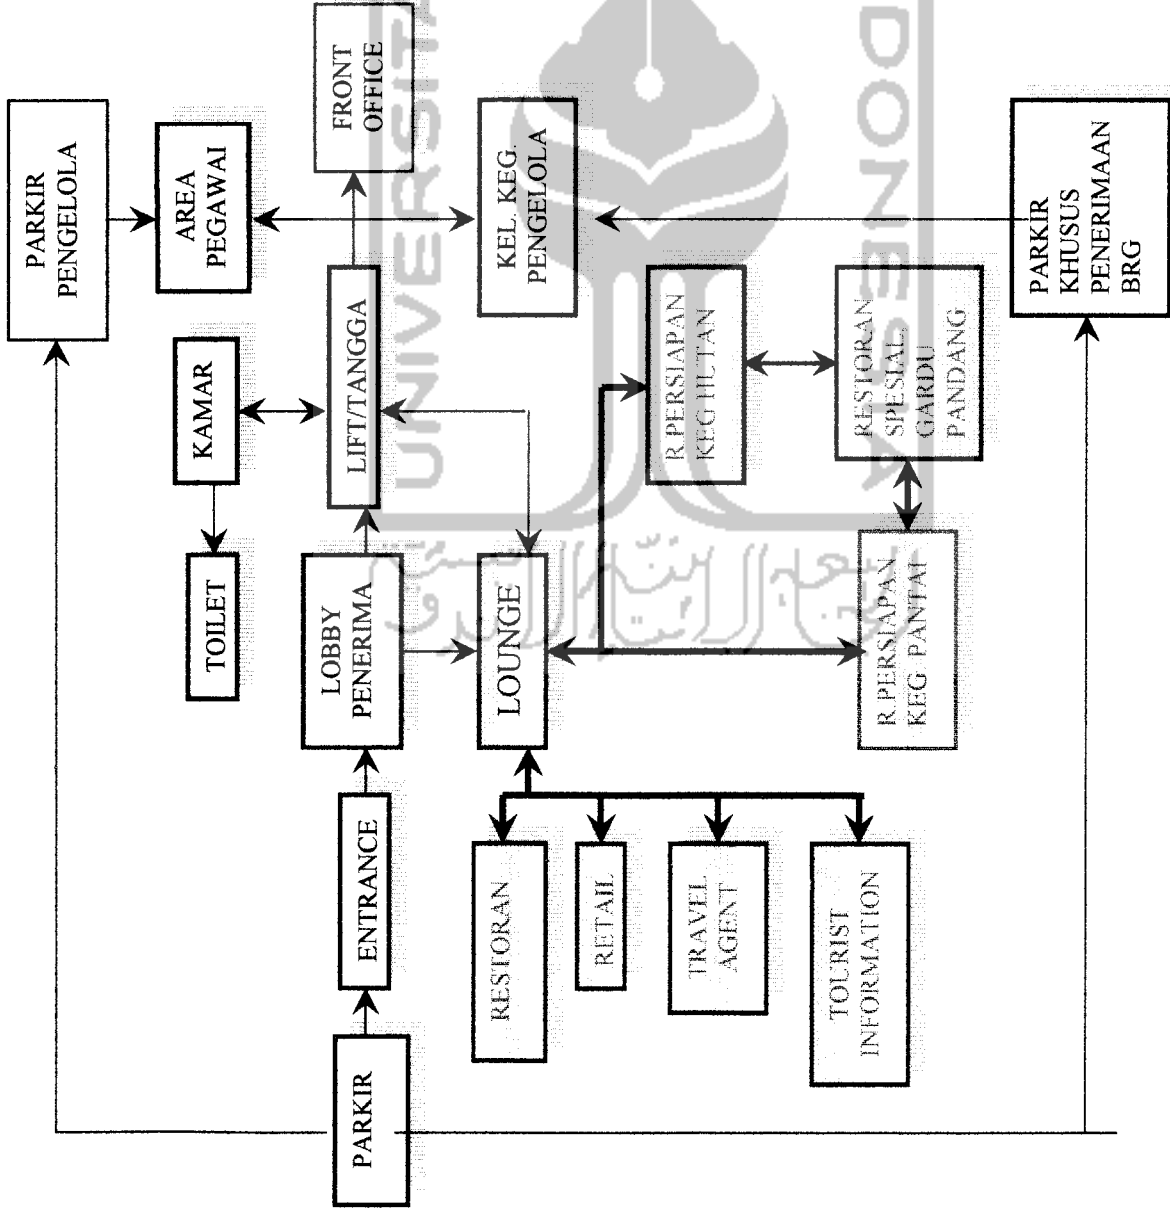 PARKIR
PENGELOLA
AREA
PEGAWAI
FRONT
OFFICE
KAMAR
TOILET
LIFT/TANGGA
LOBBY
PENERIMA
ENTRANCE
PARKIR
KEL. KEG.
PENGELOLA
LOUNGE
RESTORAN
RETAIL
TRAVEL
AGENT
TOURIST
INFORMATION
R.PERSIAPAN
KEG HUTAN
RESTORAN
SPESIAL,
GARDU
PANDANG
R.PERSIAPAN
KEG PANTAI
PARKIR
KHUSUS
PENERIMAAN
BRG
UNIVERSITA